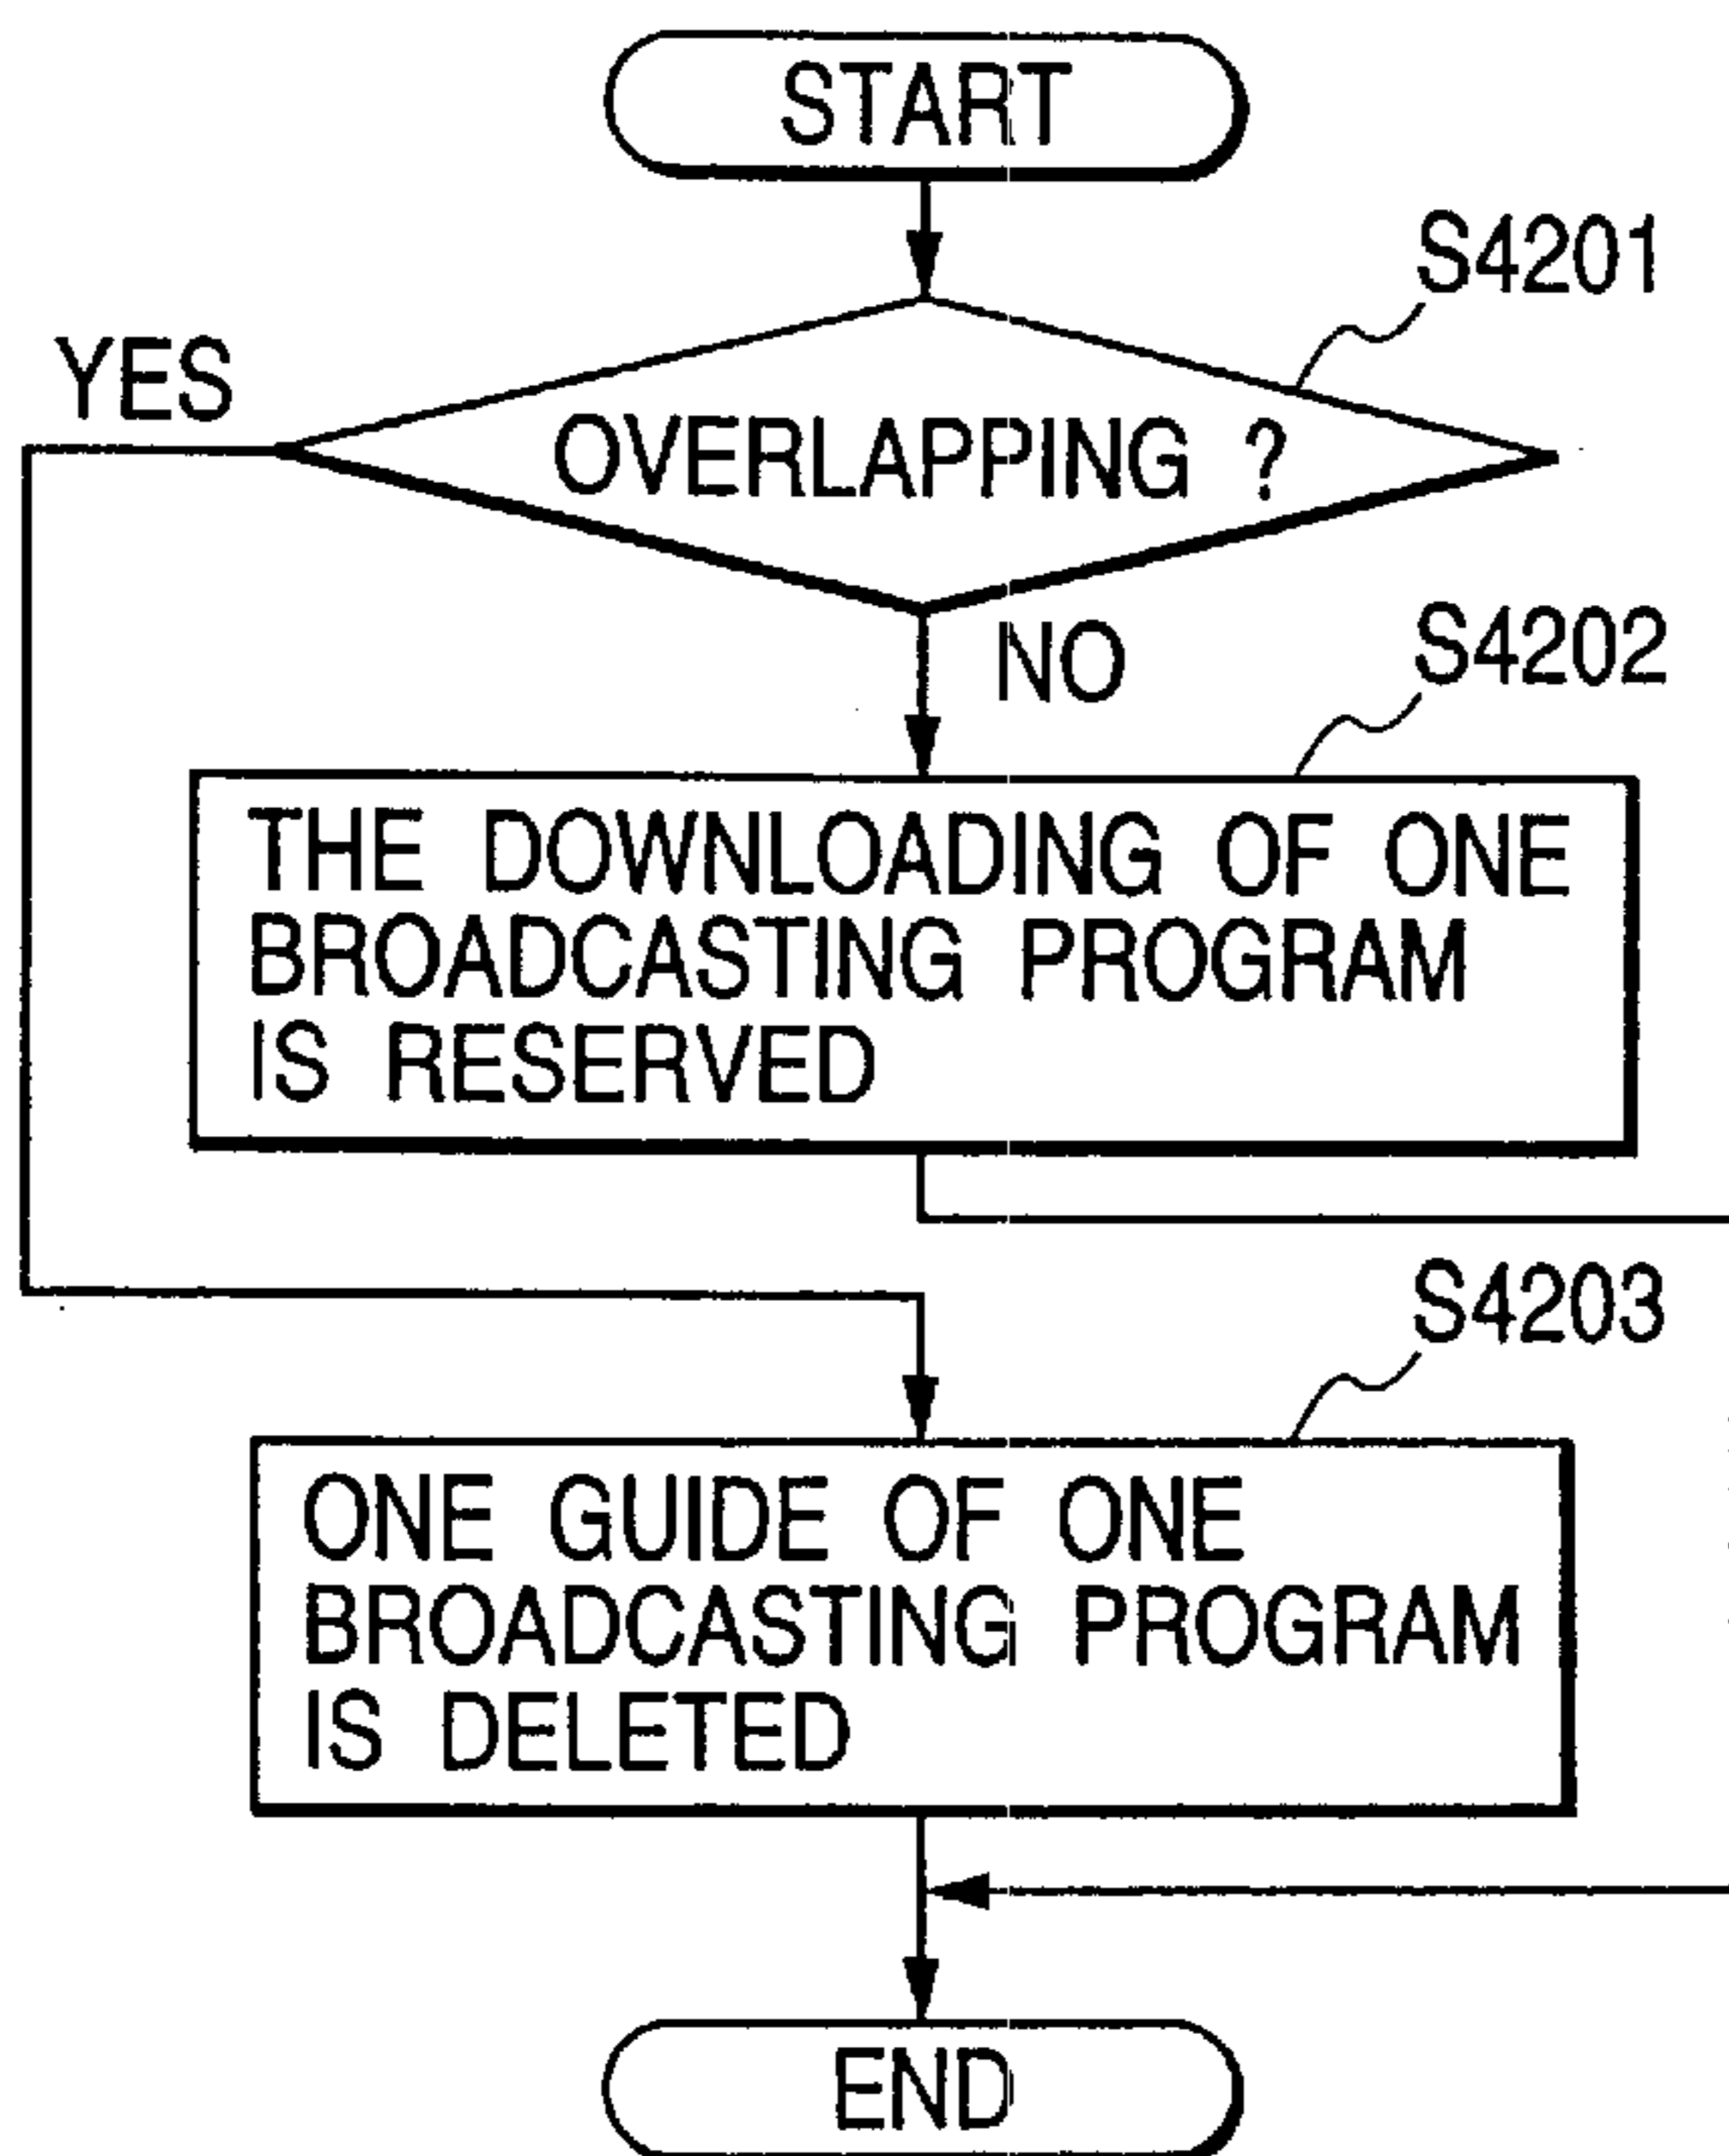 START
S4201
YES
OVERLAPPING ?
NO
S4202
THE DOWNLOADING OF ONE
BROADCASTING PROGRAM
IS RESERVED
S4203
ONE GUIDE OF ONE
BROADCASTING PROGRAM
IS DELETED
END